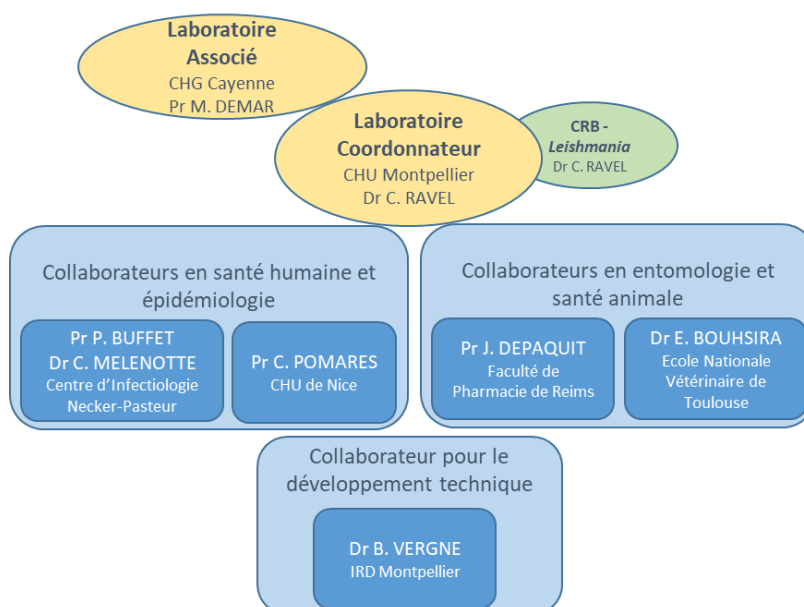 Laboratoire
Associé
CHG Cayenne
Pr M. DEMAR
Laboratoire
Coordonnateur
CHU Montpellier
Dr C. RAVEL
CRB -
Leishmania
Dr C. RAVEL
Collaborateurs en santé humaine et
épidémiologie
Pr P. BUFFET
Dr C. MELENOTTE
Centre d'Infectiologie
Necker-Pasteur
Pr C. POMARES
CHU de Nice
Collaborateurs en entomologie et
santé animale
Pr J. DEPAQUIT
Faculté de
Pharmacie de Reims
Dr E. BOUHSIRA
Ecole Nationale
Vétérinaire de
Toulouse
Collaborateur pour le
développement technique
Dr B. VERGNE
IRD Montpellier